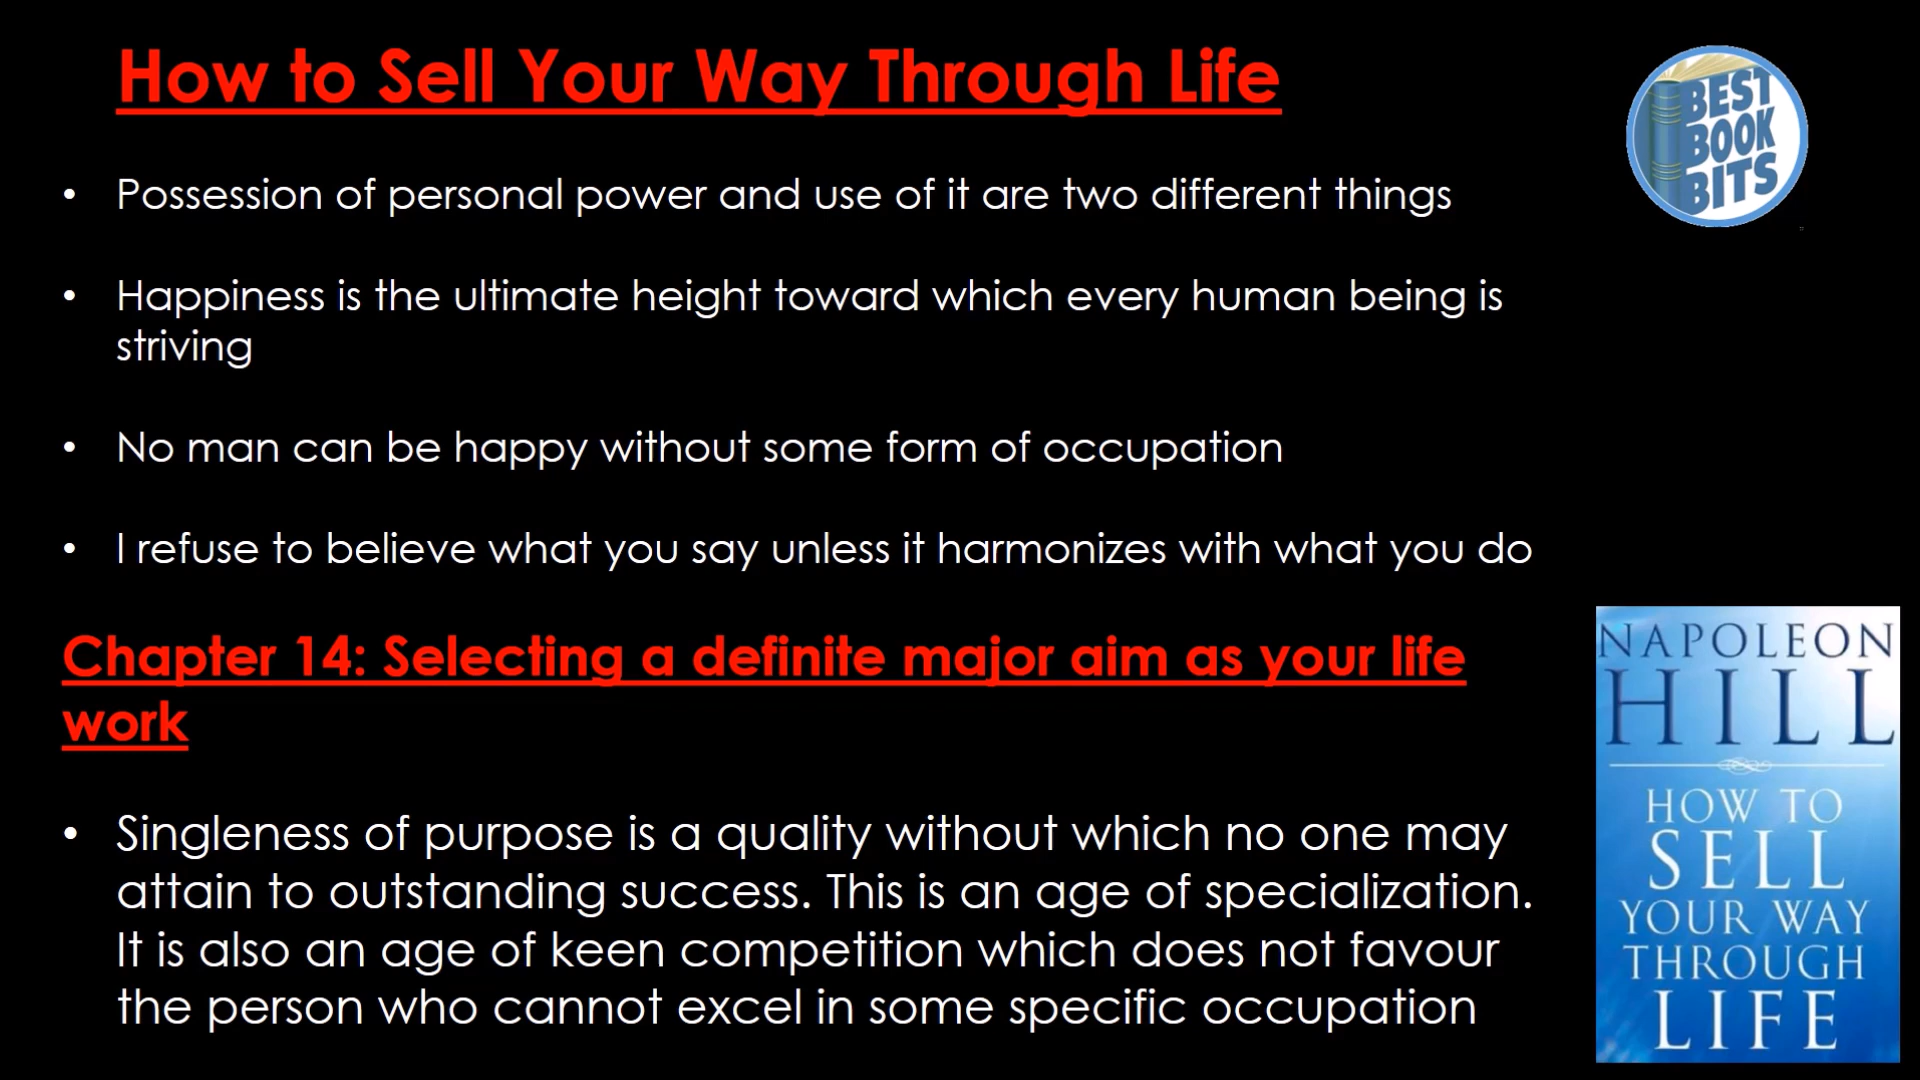 How to Sell Your Way Through Life
BEST
BOOK
BITS
• Possession of personal power and use of it are two different things
• Happiness is the ultimate height toward which every human being is
striving
• No man can be happy without some form of occupation
• I refuse to believe what you say unless it harmonizes with what you do
Chapter 14: Selecting a definite major aim as your life
work
• Singleness of purpose is a quality without which no one may
attain to outstanding success. This is an age of specialization.
It is also an age of keen competition which does not favour
the person who cannot excel in some specific occupation
NAPOLEON
HILL
HOW TO
SELL
YOUR WAY
THROUGH
LIFE